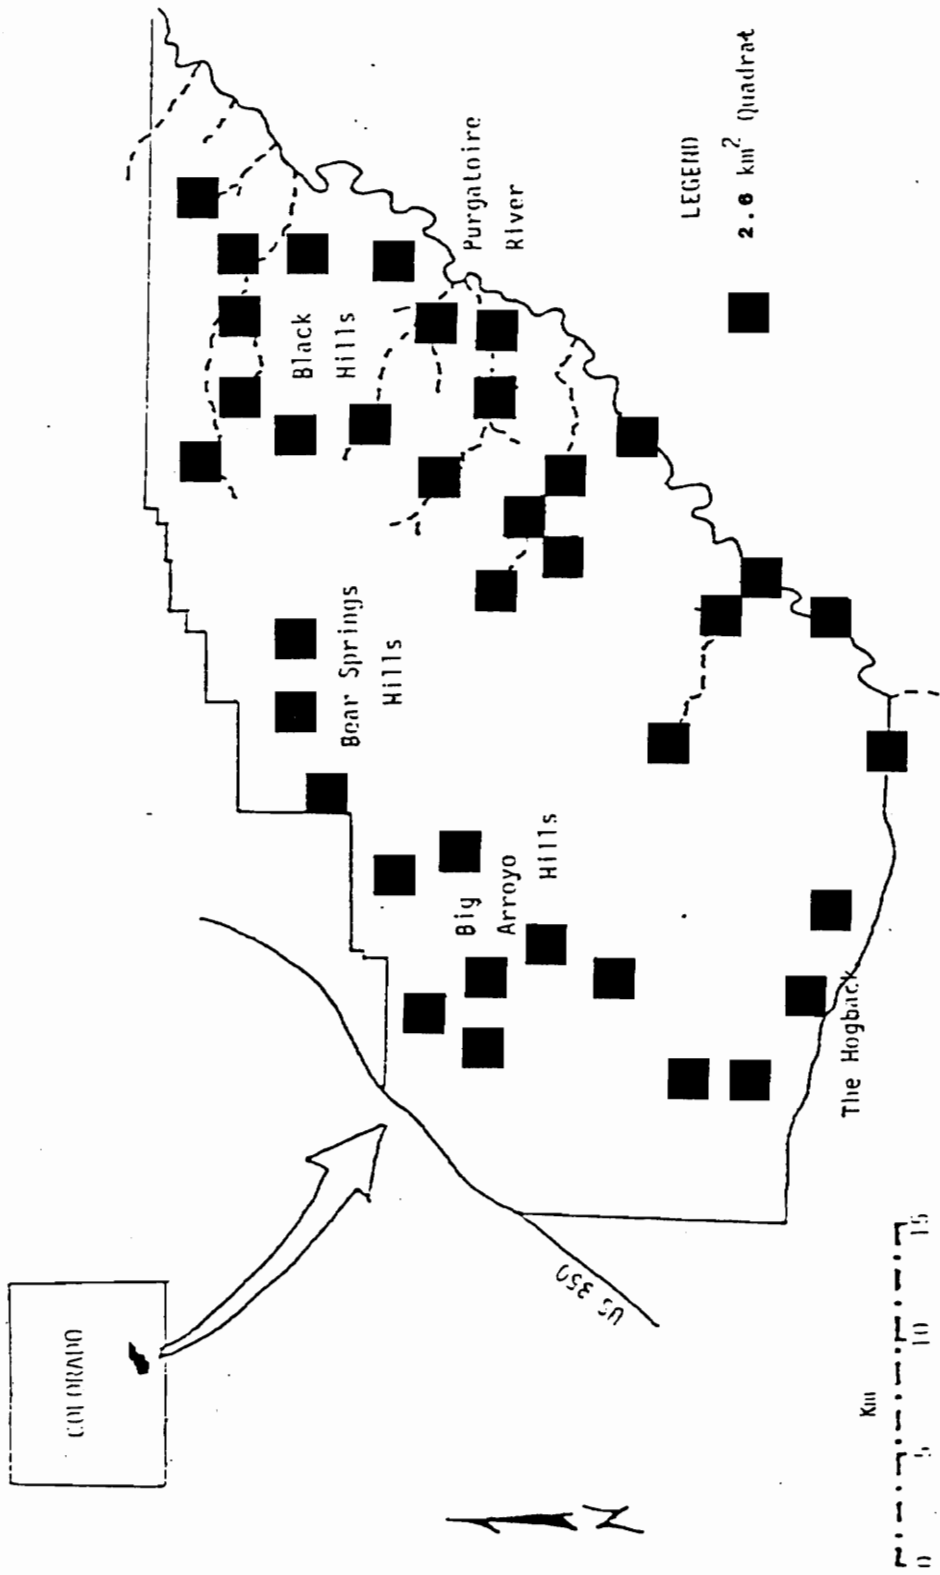 COLORADO
US 350
Black
Hills
Purgatoire
River
Bear Springs
Hills
Big
Arroyo
Hills
The Hogback
LEGEND
2.6 km² Quadrat
N
Km
0 5 10 15